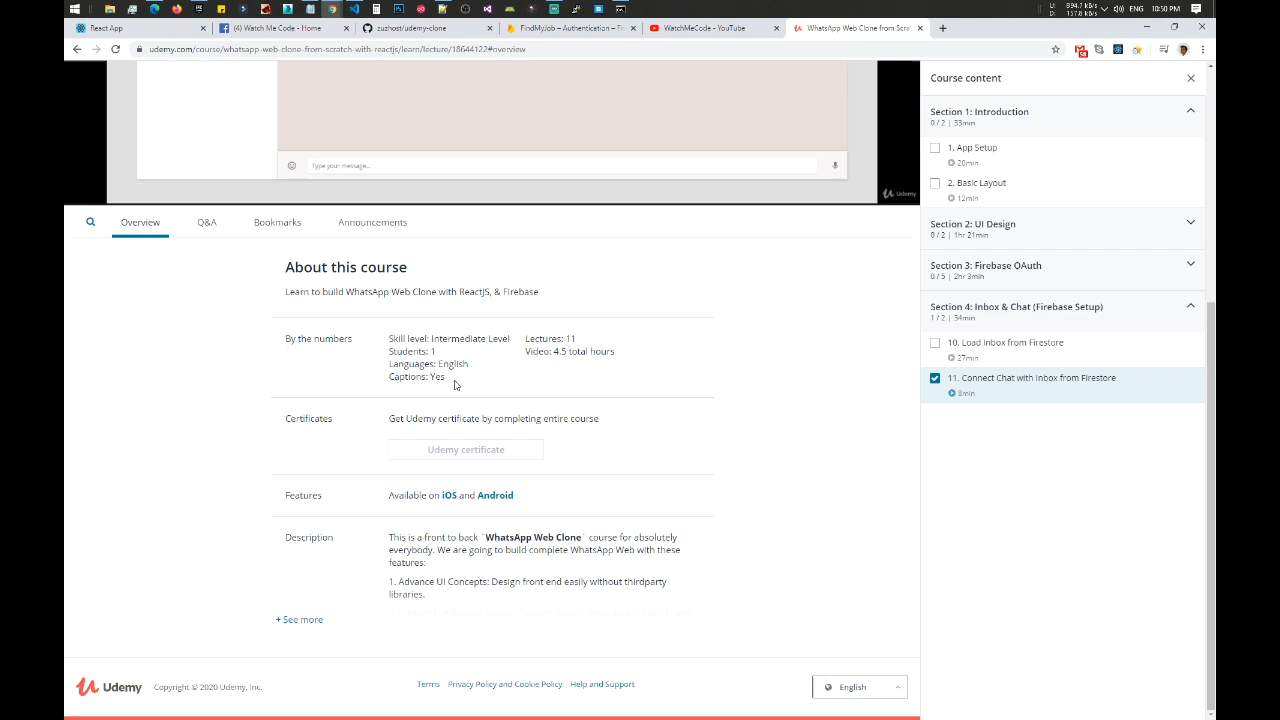 U: 894.7 kB/s
D: 157.8 kB/s
ENG 10:50 PM
React App
(4) Watch Me Code - Home
zuzhost/udemy-clone
FindMyJob – Authentication – Fi
WatchMeCode - YouTube
WhatsApp Web Clone from Scrat
udemy.com/course/whatsapp-web-clone-from-scratch-with-reactjs/learn/lecture/18644122#overview
58
Type your message...
Udemy
Overview
Q&A
Bookmarks
Announcements
About this course
Learn to build WhatsApp Web Clone with ReactJS, & Firebase
By the numbers
Skill level: Intermediate Level
Students: 1
Languages: English
Captions: Yes
Lectures: 11
Video: 4.5 total hours
Certificates
Get Udemy certificate by completing entire course
Udemy certificate
Features
Available on iOS and Android
Description
This is a front to back `WhatsApp Web Clone` course for absolutely
everybody. We are going to build complete WhatsApp Web with these
features:
1. Advance UI Concepts: Design front end easily without thirdparty
libraries.
+ See more
Udemy
Copyright © 2020 Udemy, Inc.
Terms
Privacy Policy and Cookie Policy
Help and Support
English
Course content
Section 1: Introduction
0 / 2 | 33min
1. App Setup
20min
2. Basic Layout
12min
Section 2: UI Design
0 / 2 | 1hr 21min
Section 3: Firebase OAuth
0 / 5 | 2hr 3min
Section 4: Inbox & Chat (Firebase Setup)
1 / 2 | 34min
10. Load Inbox from Firestore
27min
11. Connect Chat with Inbox from Firestore
8min